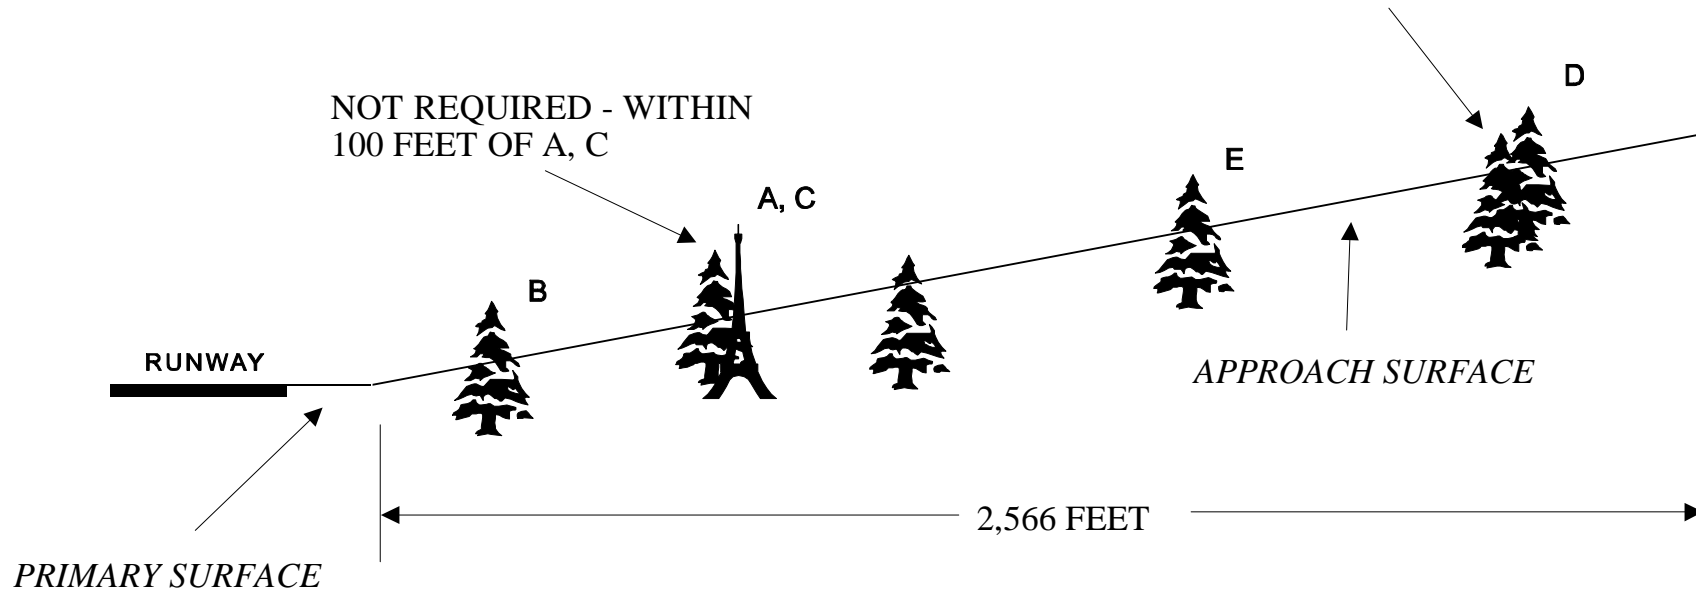 D
NOT REQUIRED - WITHIN
100 FEET OF A, C
E
A, C
B
RUNWAY
APPROACH SURFACE
2,566 FEET
PRIMARY SURFACE